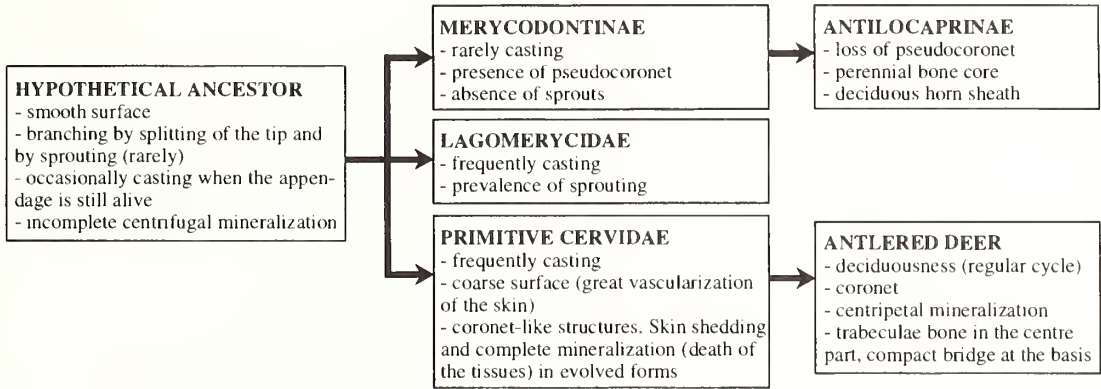 HYPOTHETICAL ANCESTOR
- smooth surface
- branching by splitting of the tip and
by sprouting (rarely)
- occasionally casting when the appen-
dage is still alive
- incomplete centrifugal mineralization
MERYCODONTINAE
- rarely casting
- presence of pseudocoronet
- absence of sprouts
ANTILOCAPRINAE
- loss of pseudocoronet
- perennial bone core
- deciduous horn sheath
LAGOMERYCIDAE
- frequently casting
- prevalence of sprouting
PRIMITIVE CERVIDAE
- frequently casting
- coarse surface (great vascularization
of the skin)
- coronet-like structures. Skin shedding
and complete mineralization (death of
the tissues) in evolved forms
ANTLERED DEER
- deciduousness (regular cycle)
- coronet
- centripetal mineralization
- trabeculae bone in the centre
part, compact bridge at the basis